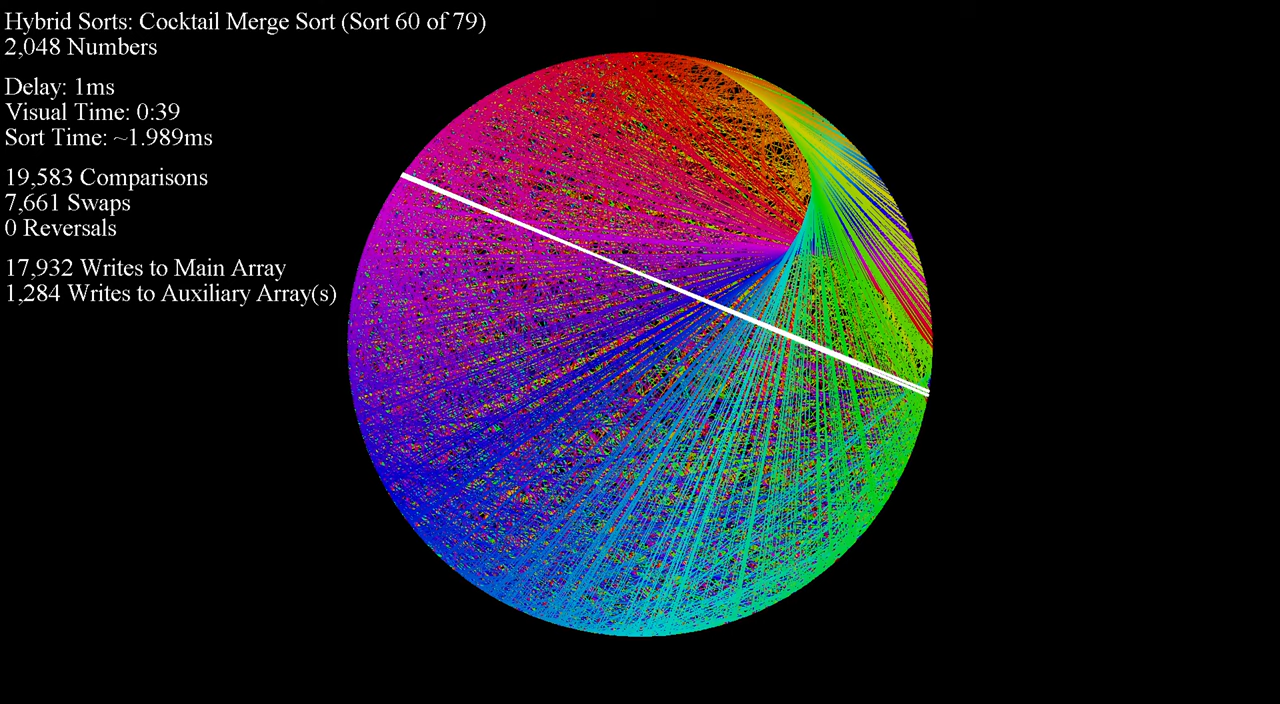 Hybrid Sorts: Cocktail Merge Sort (Sort 60 of 79)
2,048 Numbers
Delay: 1ms
Visual Time: 0:39
Sort Time: ~1.989ms
19,583 Comparisons
7,661 Swaps
0 Reversals
17,932 Writes to Main Array
1,284 Writes to Auxiliary Array(s)